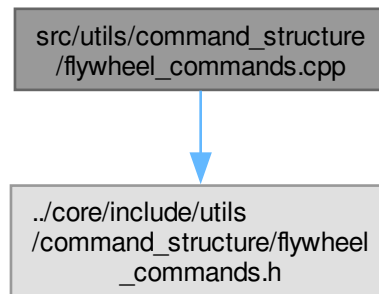 src/utils/command_structure
/flywheel_commands.cpp
../core/include/utils
/command_structure/flywheel
_commands.h